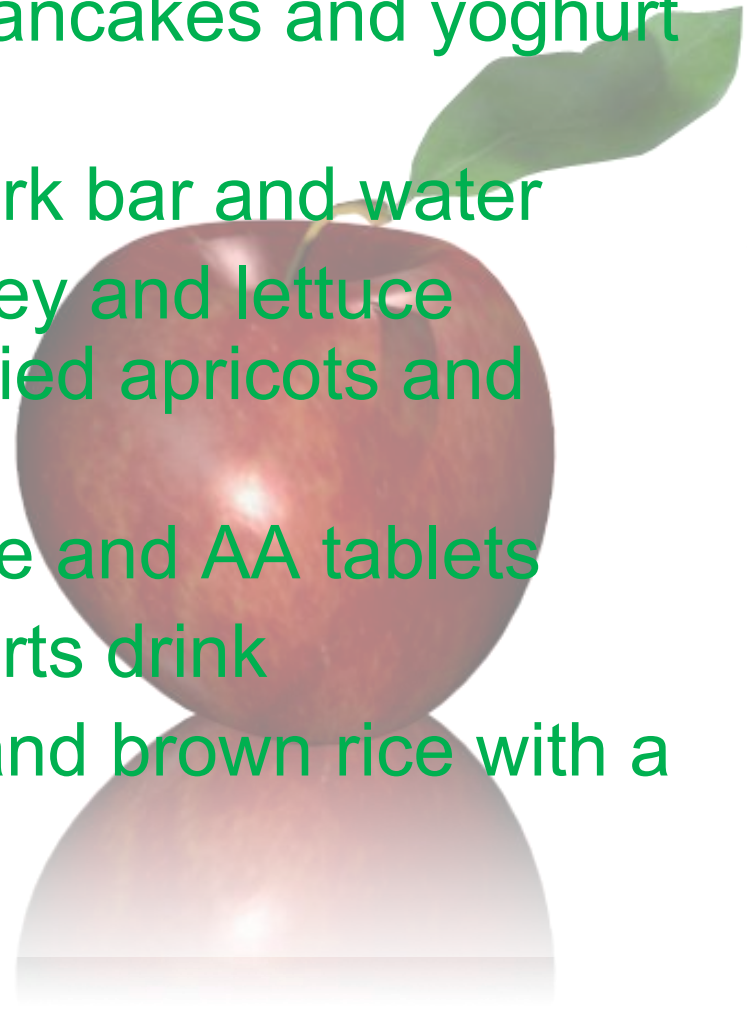 ancakes and yoghurt
rk bar and water
ey and lettuce
ied apricots and
e and AA tablets
rts drink
and brown rice with a